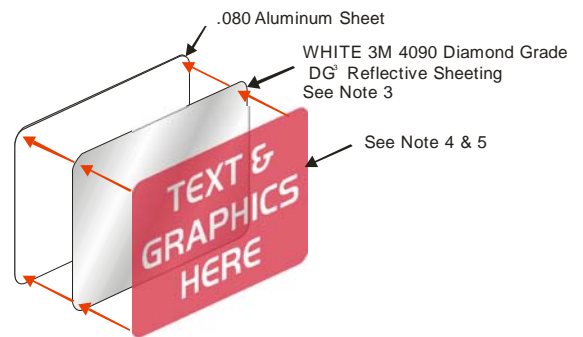 .080 Aluminum Sheet
WHITE 3M 4090 Diamond Grade
DG³ Reflective Sheeting
See Note 3
See Note 4 & 5
TEXT &
GRAPHICS
HERE